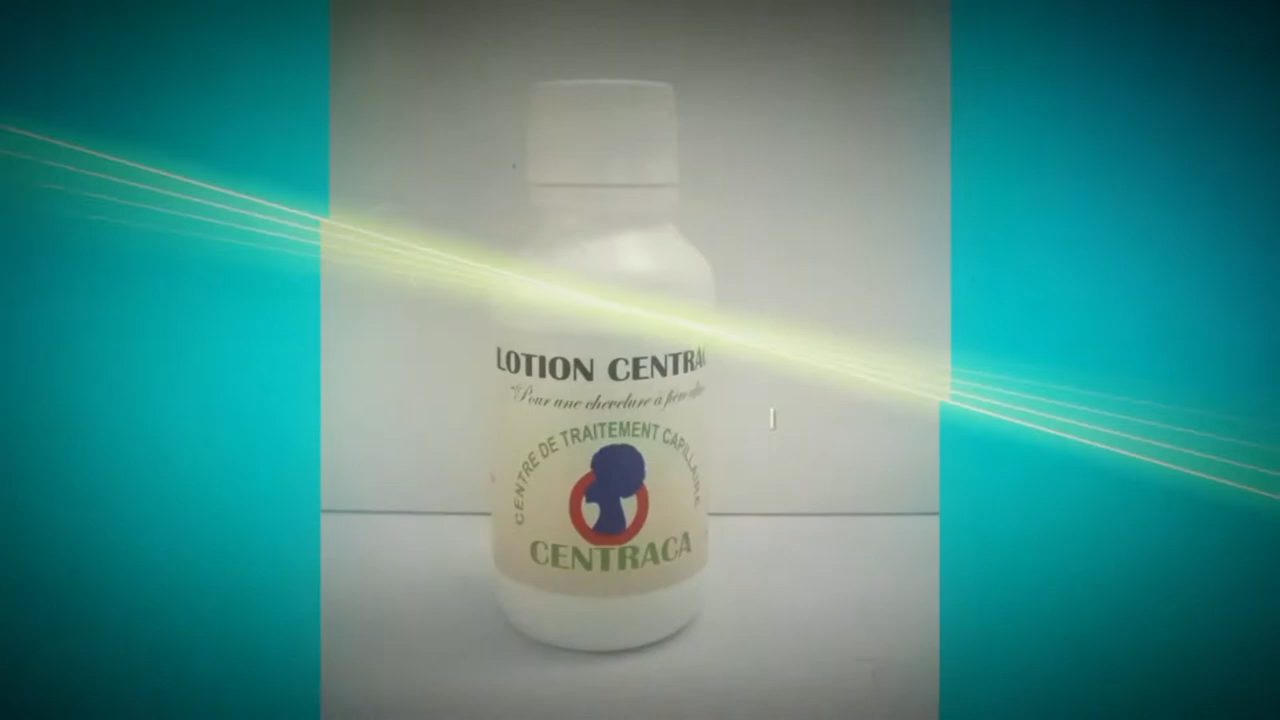 LOTION CENTRA
"Pour une chevelure à
CENTRE DE TRAITEMENT CAPILLAIRE
CENTRACA